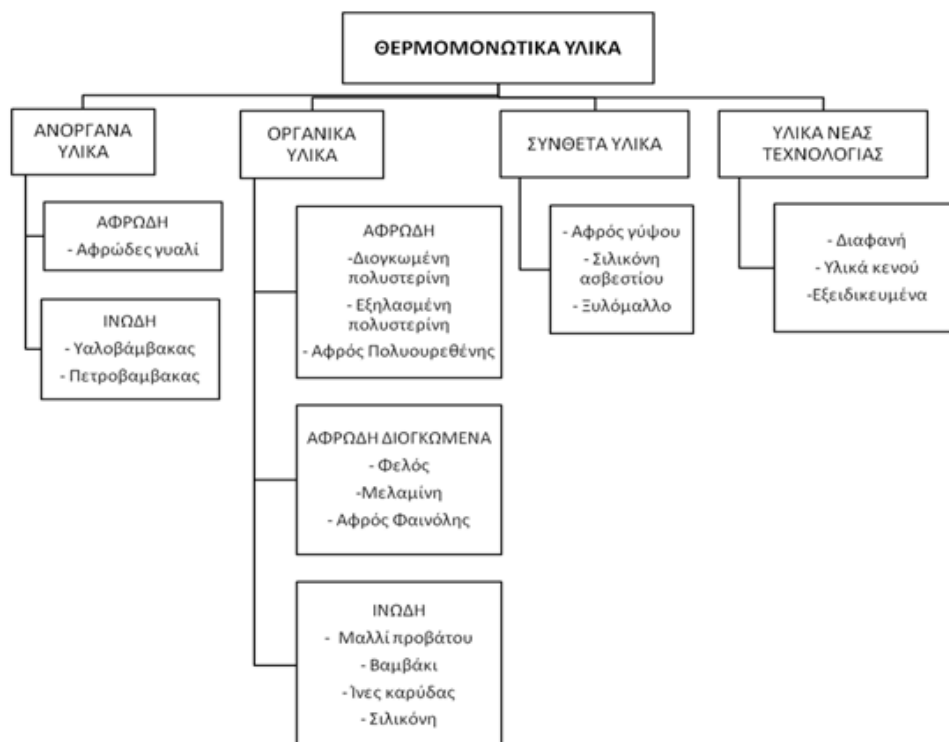 ΘΕΡΜΟΜΟΝΩΤΙΚΑ ΥΛΙΚΑ
ΑΝΟΡΓΑΝΑ
ΥΛΙΚΑ
ΑΦΡΩΔΗ
- Αφρώδες γυαλί
ΙΝΩΔΗ
- Υαλοβάμβακας
- Πετροβαμβακας
ΟΡΓΑΝΙΚΑ
ΥΛΙΚΑ
ΑΦΡΩΔΗ
-Διογκωμένη
πολυστερίνη
- Εξηλασμένη
πολυστερίνη
- Αφρός Πολυουρεθένης
ΑΦΡΩΔΗ ΔΙΟΓΚΩΜΕΝΑ
- Φελός
-Μελαμίνη
- Αφρός Φαινόλης
ΙΝΩΔΗ
- Μαλλί προβάτου
- Βαμβάκι
- Ίνες καρύδας
- Σιλικόνη
ΣΥΝΘΕΤΑ ΥΛΙΚΑ
- Αφρός γύψου
- Σιλικόνη
ασβεστίου
- Ξυλόμαλλο
ΥΛΙΚΑ ΝΕΑΣ
ΤΕΧΝΟΛΟΓΙΑΣ
- Διαφανή
- Υλικά κενού
-Εξειδικευμένα